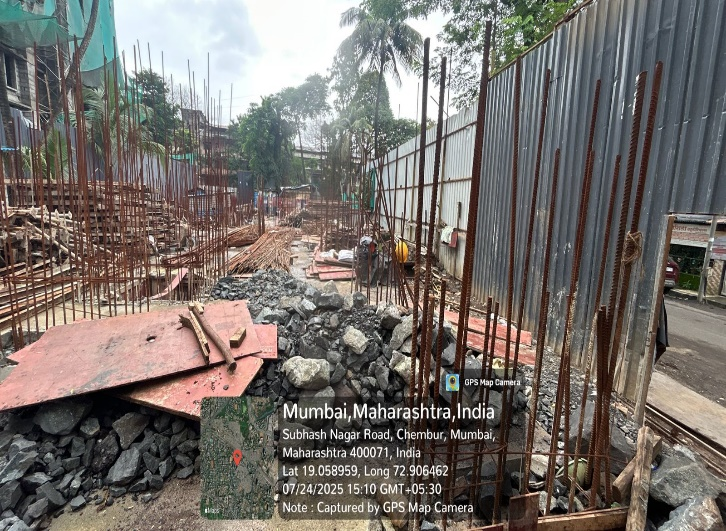 GPS Map Camera
Mumbai,Maharashtra,India
Subhash Nagar Road, Chembur, Mumbai,
Maharashtra 400071, India
Lat 19.058959, Long 72.906462
07/24/2025 15:10 GMT+05:30
Note : Captured by GPS Map Camera
Maps